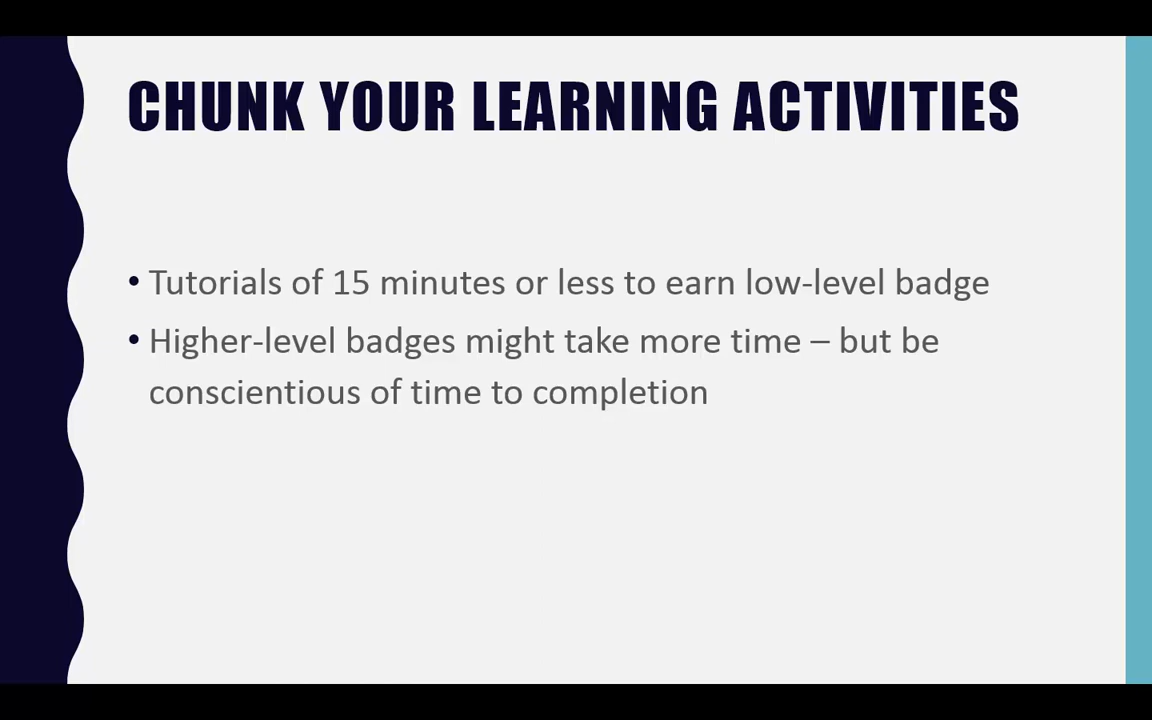 CHUNK YOUR LEARNING ACTIVITIES
• Tutorials of 15 minutes or less to earn low-level badge
• Higher-level badges might take more time – but be
conscientious of time to completion